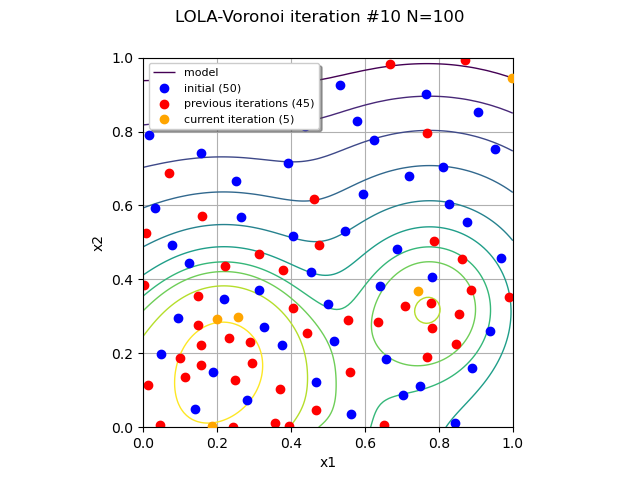 LOLA-Voronoi iteration #10 N=100
model
initial (50)
previous iterations (45)
current iteration (5)
1.0
0.8
0.6
0.4
0.2
0.0
x2
0.0 0.2 0.4 0.6 0.8 1.0
x1